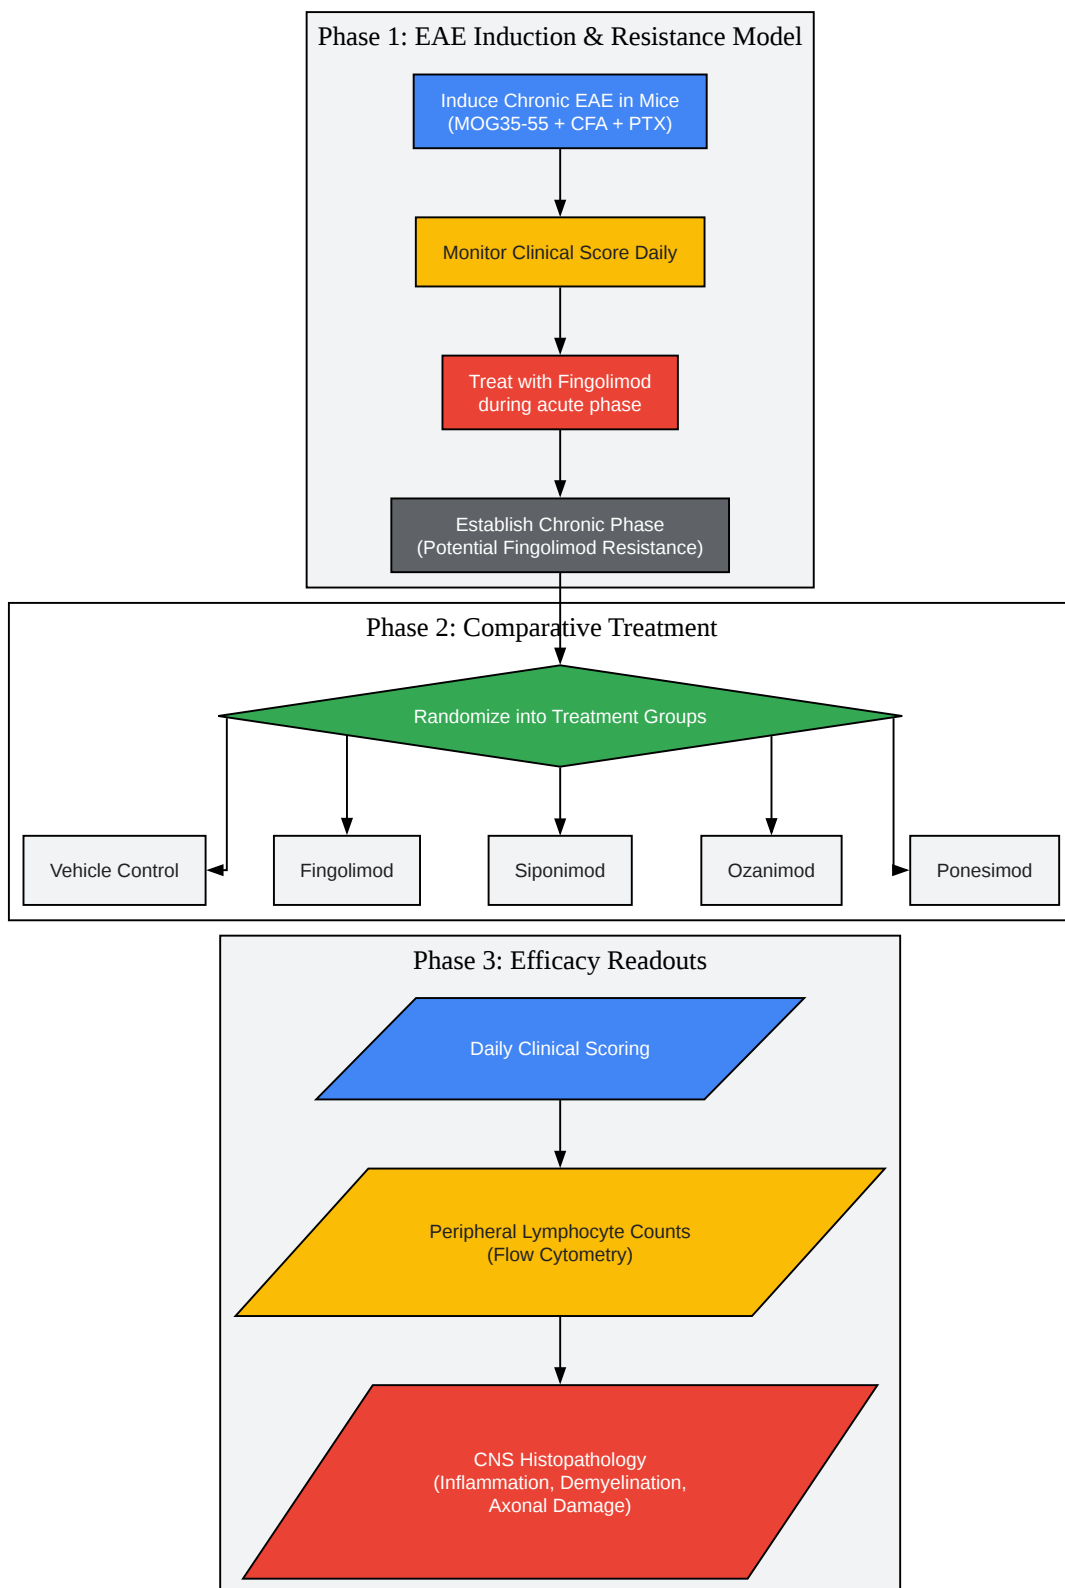 Phase 1: EAE Induction & Resistance Model
Induce Chronic EAE in Mice
(MOG35-55 + CFA + PTX)
Monitor Clinical Score Daily
Treat with Fingolimod
during acute phase
Establish Chronic Phase
(Potential Fingolimod Resistance)
Phase 2: Comparative Treatment
Randomize into Treatment Groups
Vehicle Control
Fingolimod
Siponimod
Ozanimod
Ponesimod
Phase 3: Efficacy Readouts
Daily Clinical Scoring
Peripheral Lymphocyte Counts
(Flow Cytometry)
CNS Histopathology
(Inflammation, Demyelination,
Axonal Damage)